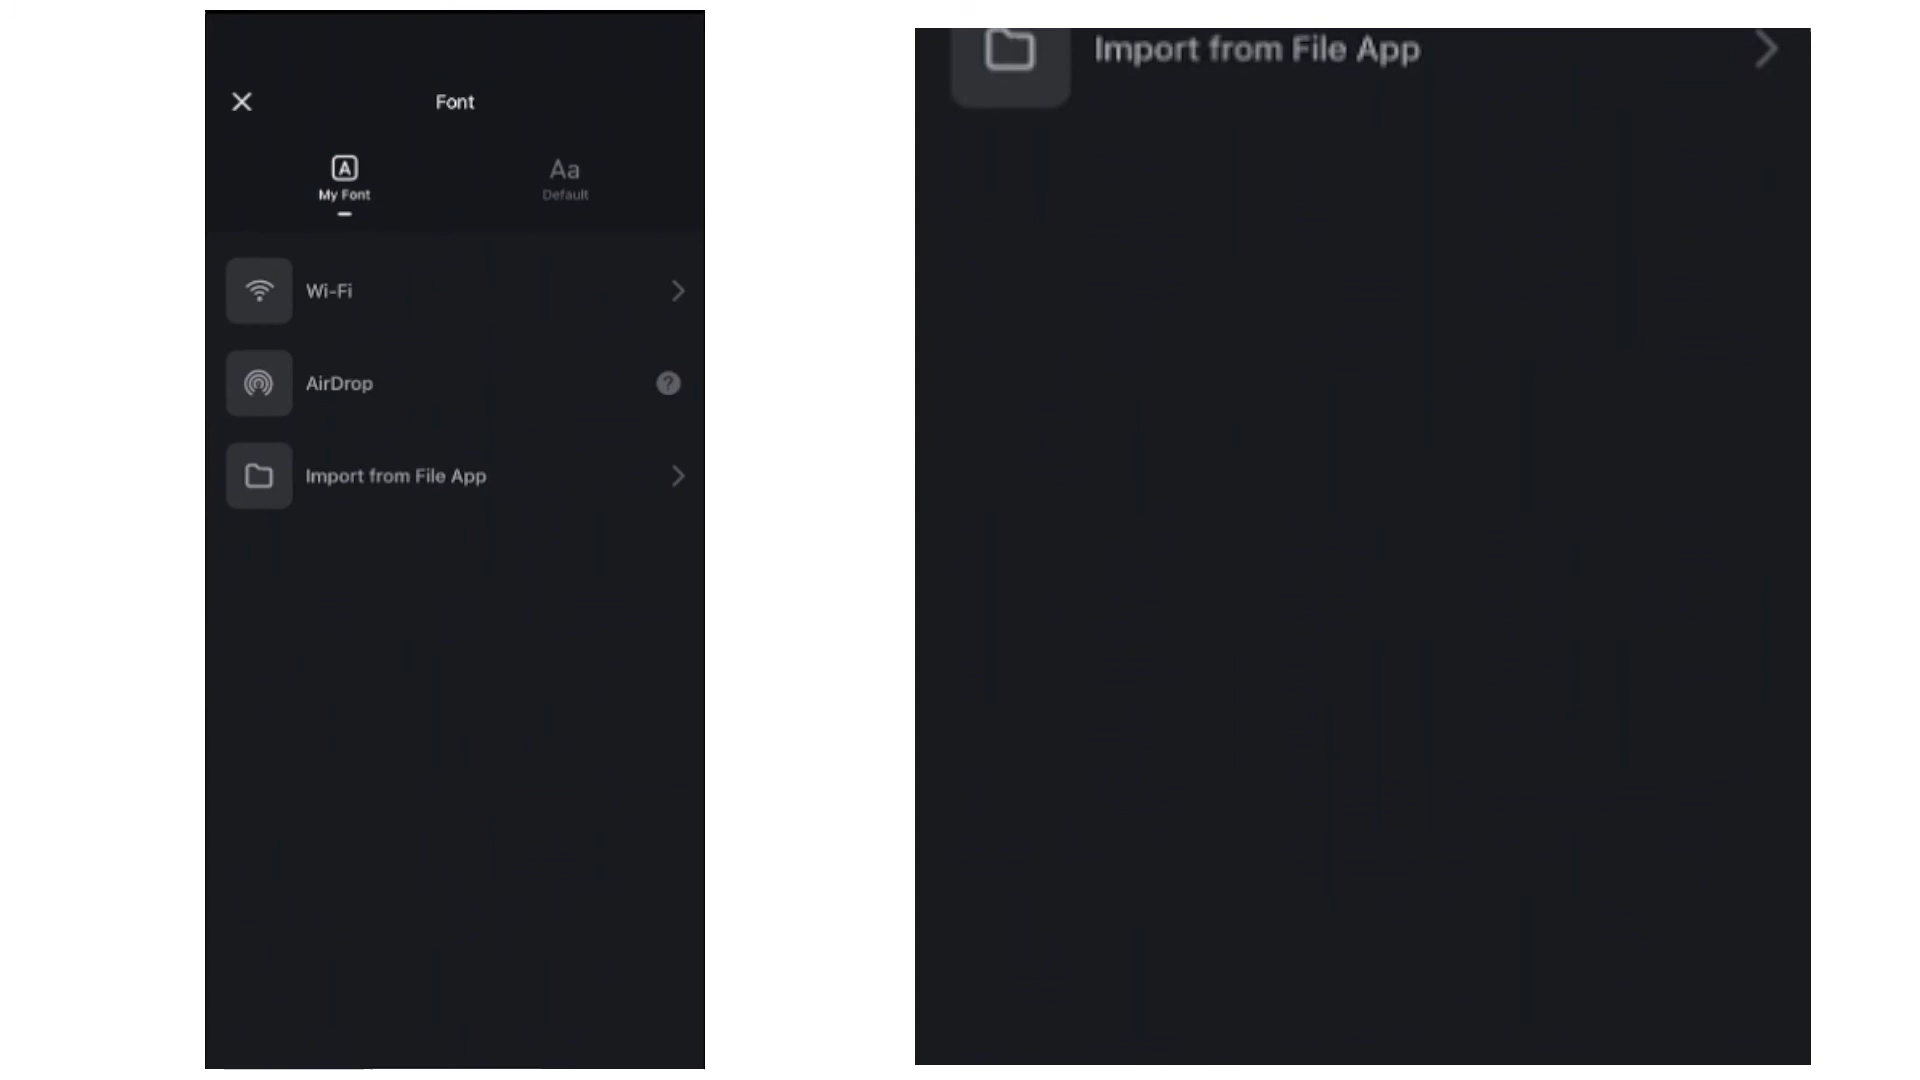 Font
My Font
Aa
Default
Wi-Fi
AirDrop
?
Import from File App
Import from File App